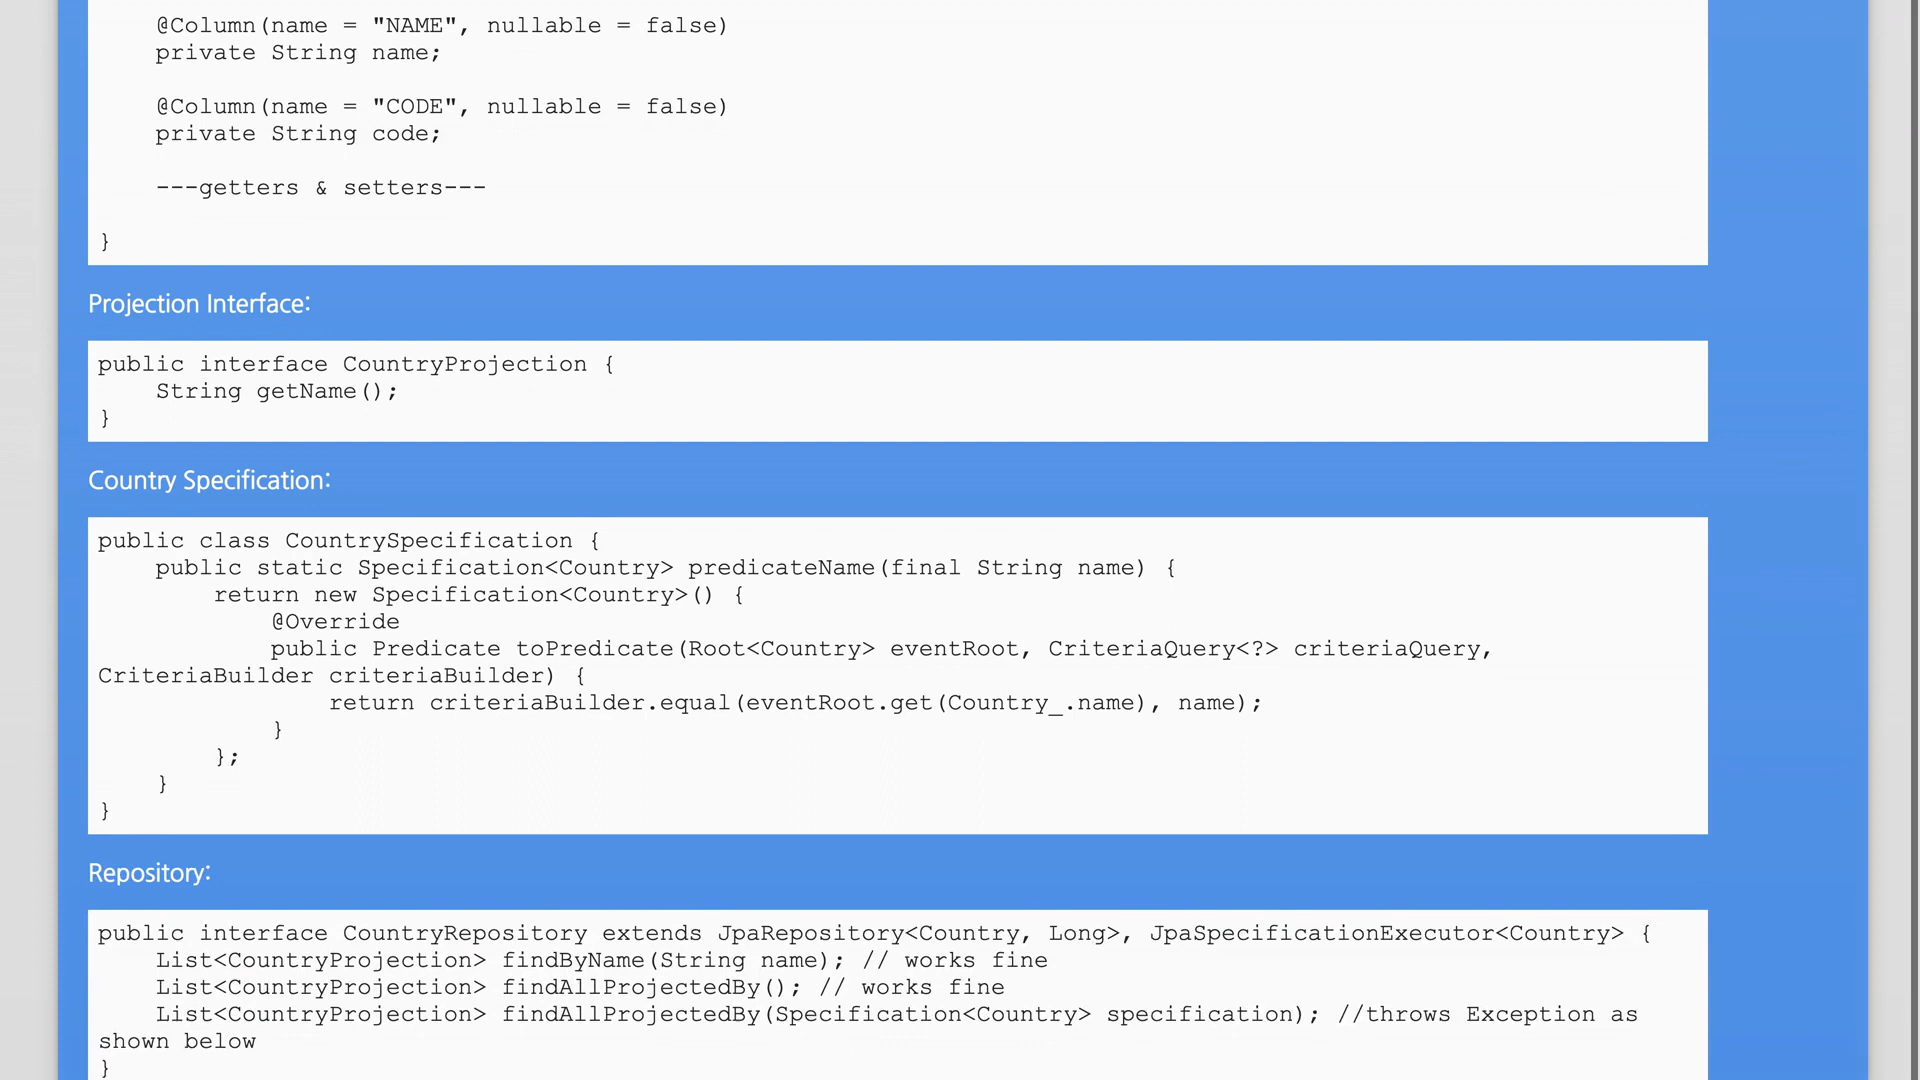 @Column(name = "NAME", nullable = false)
private String name;
@Column(name = "CODE", nullable = false)
private String code;
---getters & setters---
}
Projection Interface:
public interface CountryProjection {
String getName();
}
Country Specification:
public class CountrySpecification {
public static Specification<Country> predicateName(final String name) {
return new Specification<Country>() {
@Override
public Predicate toPredicate(Root<Country> eventRoot, CriteriaQuery<?> criteriaQuery,
CriteriaBuilder criteriaBuilder) {
return criteriaBuilder.equal(eventRoot.get(Country_.name), name);
}
};
}
}
Repository:
public interface CountryRepository extends JpaRepository<Country, Long>, JpaSpecificationExecutor<Country> {
List<CountryProjection> findByName(String name); // works fine
List<CountryProjection> findAllProjectedBy(); // works fine
List<CountryProjection> findAllProjectedBy(Specification<Country> specification); //throws Exception as
shown below
}